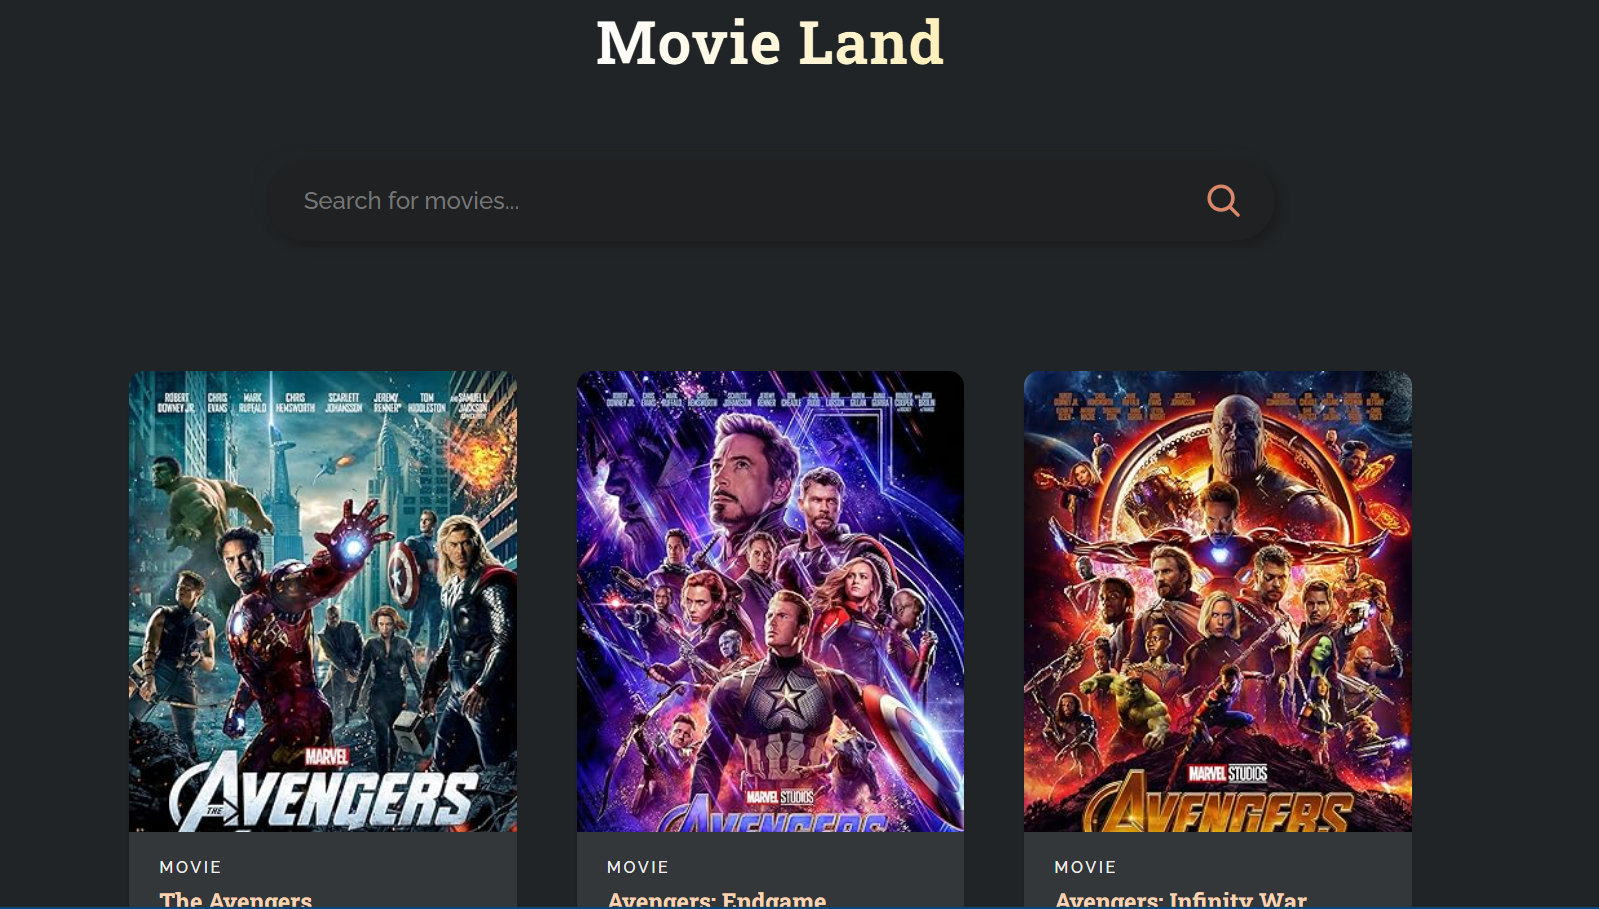 Movie Land
Search for movies...
ROBERT DOWNEY JR. CHRIS EVANS MARK RUFFALO CHRIS HEMSWORTH SCARLETT JOHANSSON JEREMY RENNER TOM HIDDLESTON AND SAMUEL L. JACKSON
MARVEL
THE AVENGERS
MARVEL STUDIOS
AVENGERS
MARVEL STUDIOS
AVENGERS
MOVIE
The Avengers
MOVIE
Avengers: Endgame
MOVIE
Avengers: Infinity War